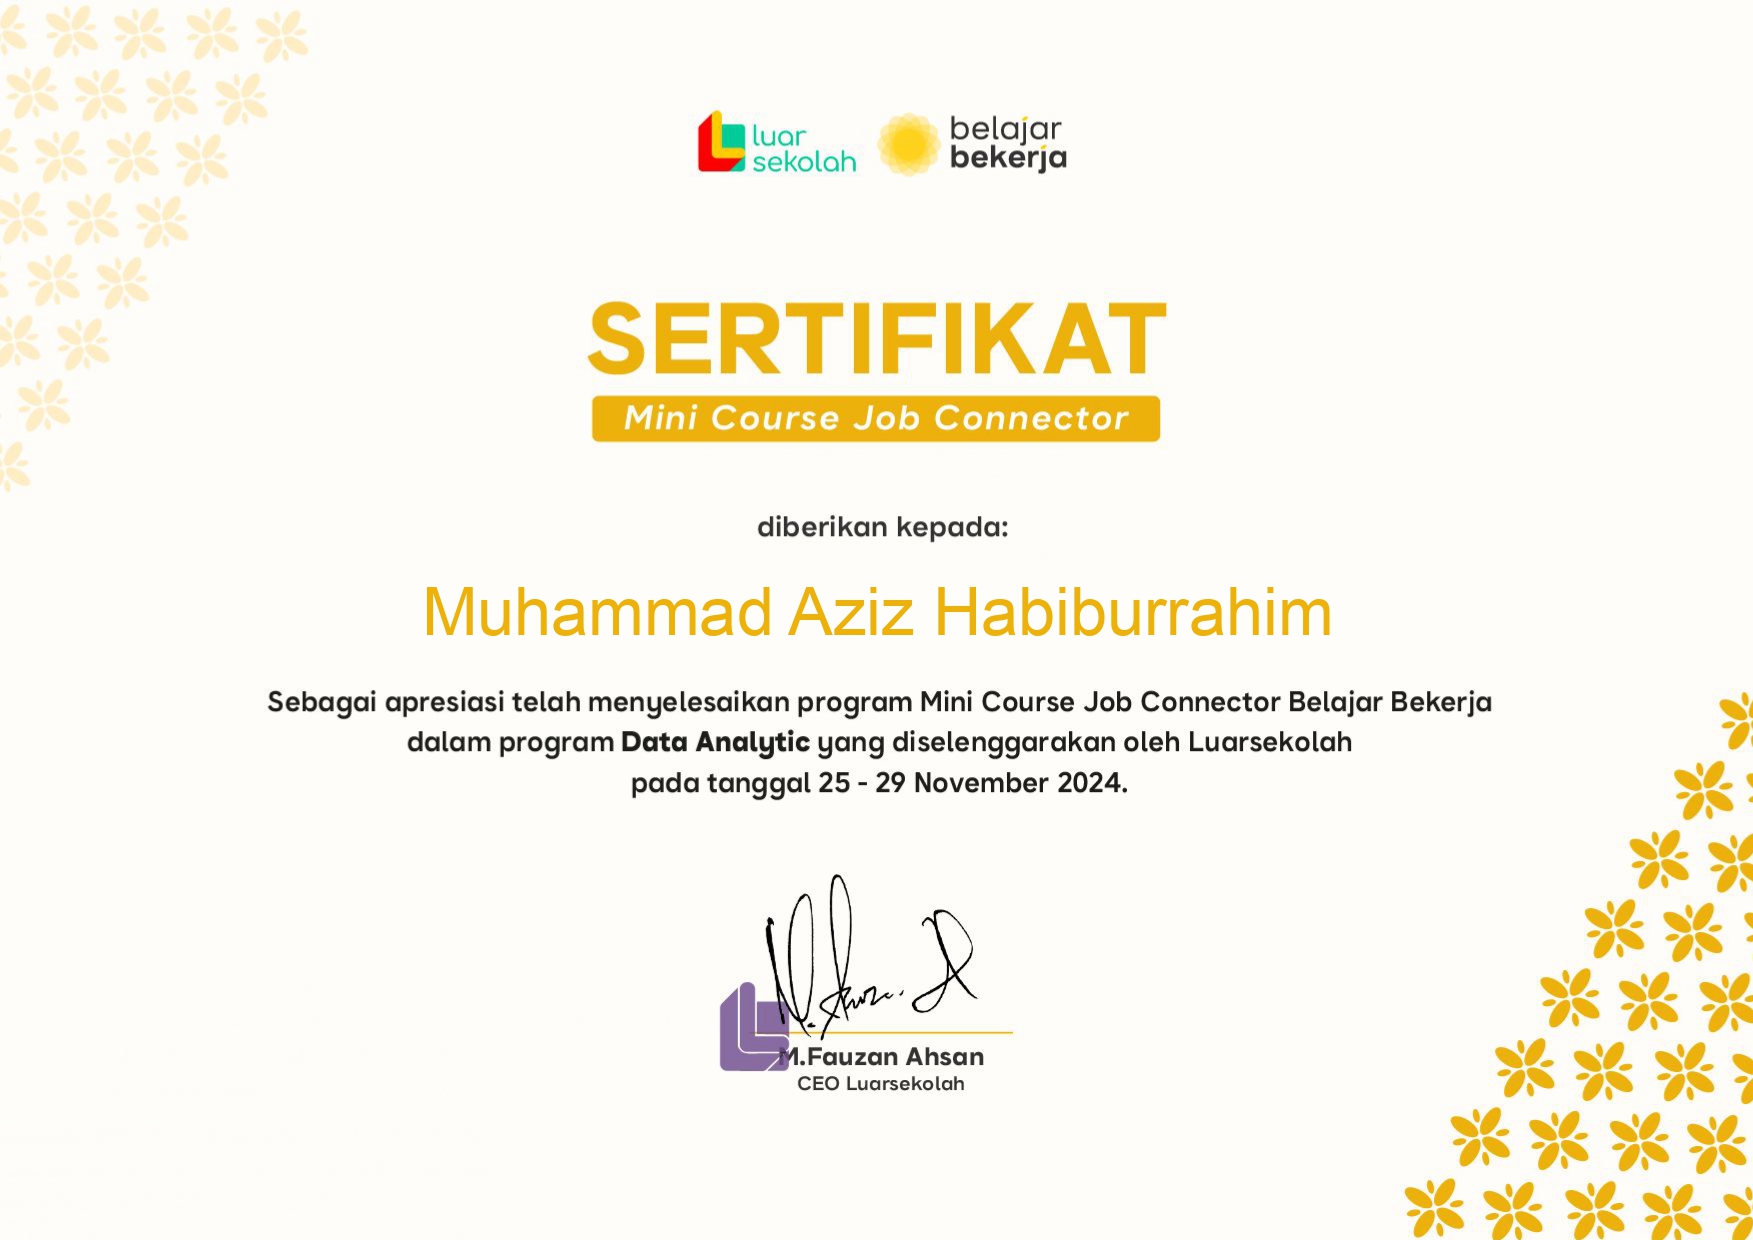 luar
sekolah
belajar
bekerja
SERTIFIKAT
Mini Course Job Connector
diberikan kepada:
Muhammad Aziz Habiburrahim
Sebagai apresiasi telah menyelesaikan program Mini Course Job Connector Belajar Bekerja
dalam program Data Analytic yang diselenggarakan oleh Luarsekolah
pada tanggal 25 - 29 November 2024.
M.Fauzan Ahsan
CEO Luarsekolah